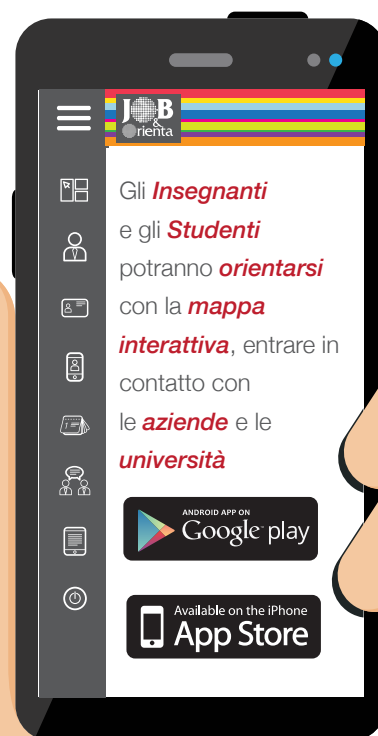 JOB
&
Orienta
Gli Insegnanti
e gli Studenti
potranno orientarsi
con la mappa
interattiva, entrare in
contatto con
le aziende e le
università
ANDROID APP ON
Google play
Available on the iPhone
App Store